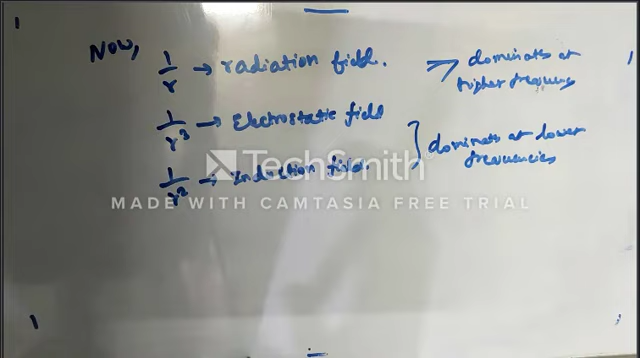 Now,
1/r → radiation field. ⇒ dominates at
higher frequency
1/r³ → Electrostatic field
dominate at lower
frequencies
1/r² → Induction field.
TechSmith®
MADE WITH CAMTASIA FREE TRIAL